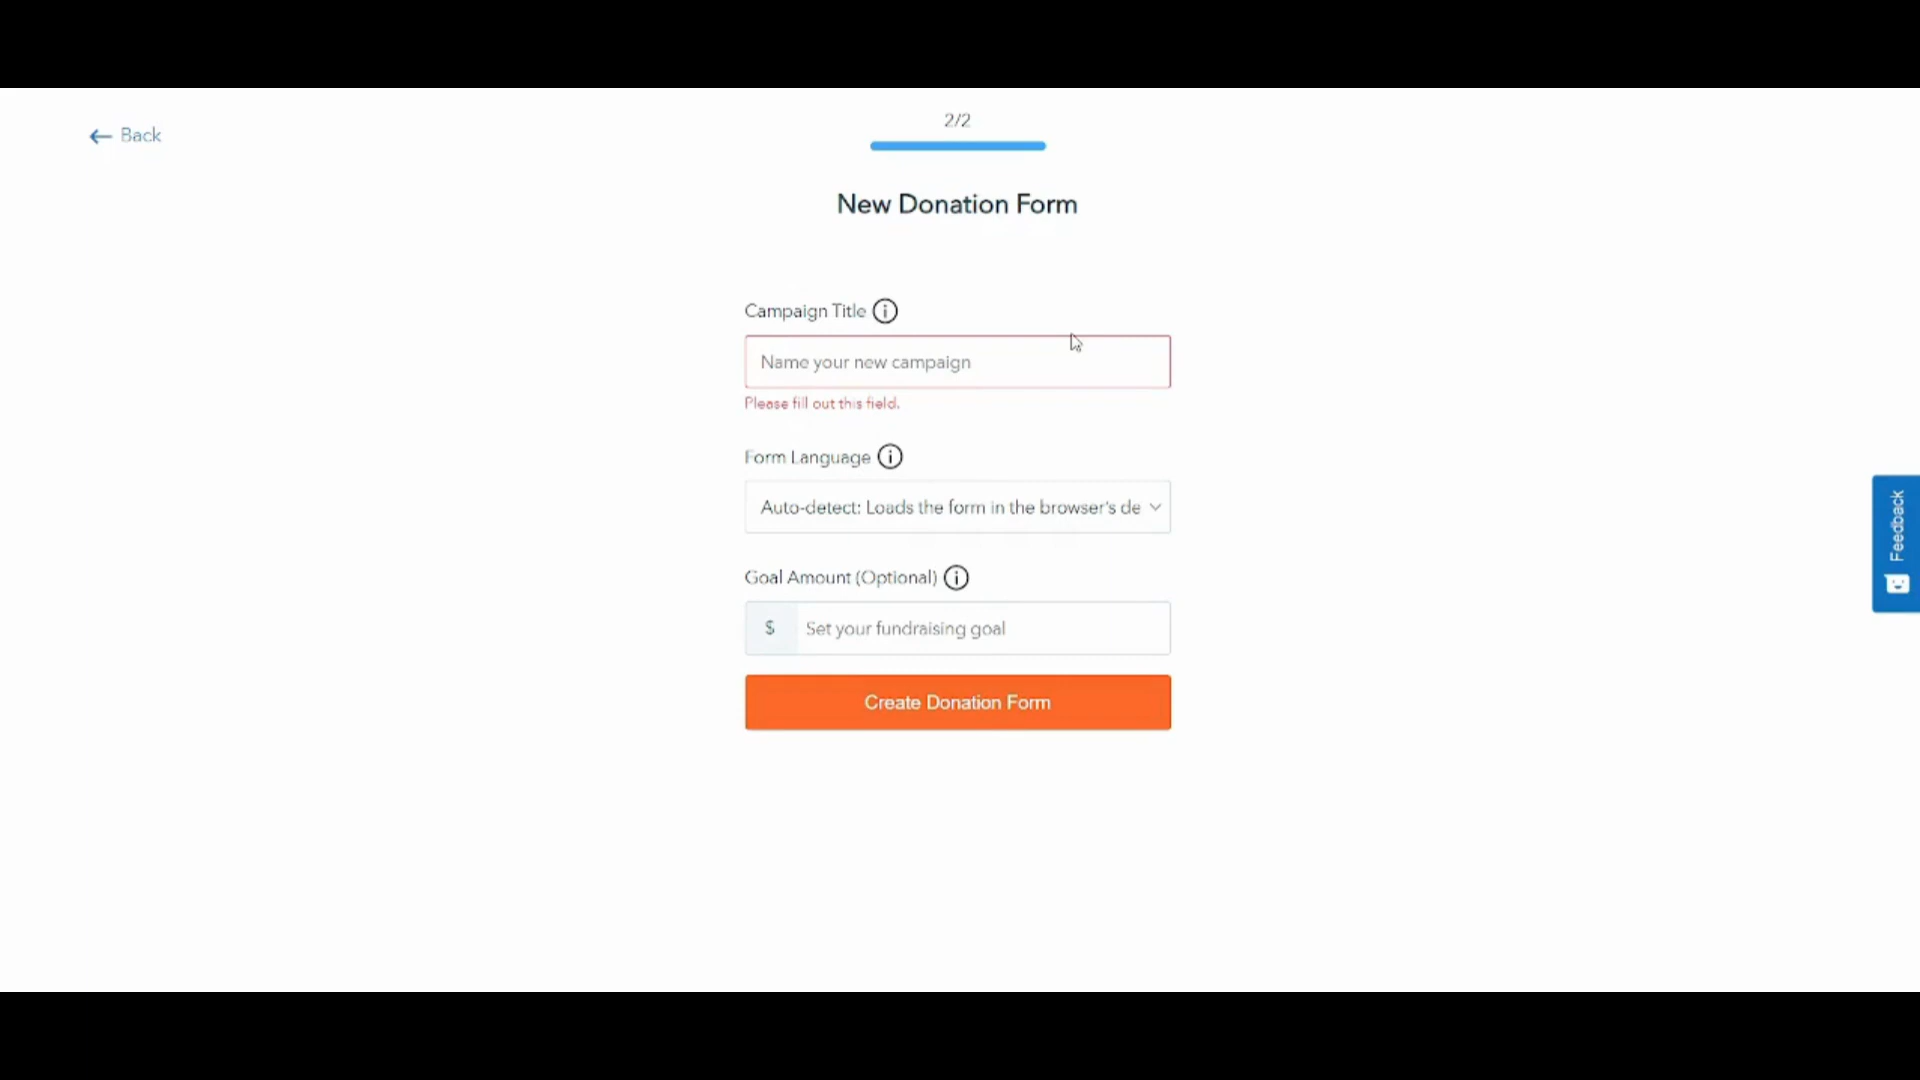 Back
2/2
New Donation Form
Campaign Title
Name your new campaign
Please fill out this field.
Form Language
Auto-detect: Loads the form in the browser's de
Goal Amount (Optional)
$ Set your fundraising goal
Create Donation Form
Feedback